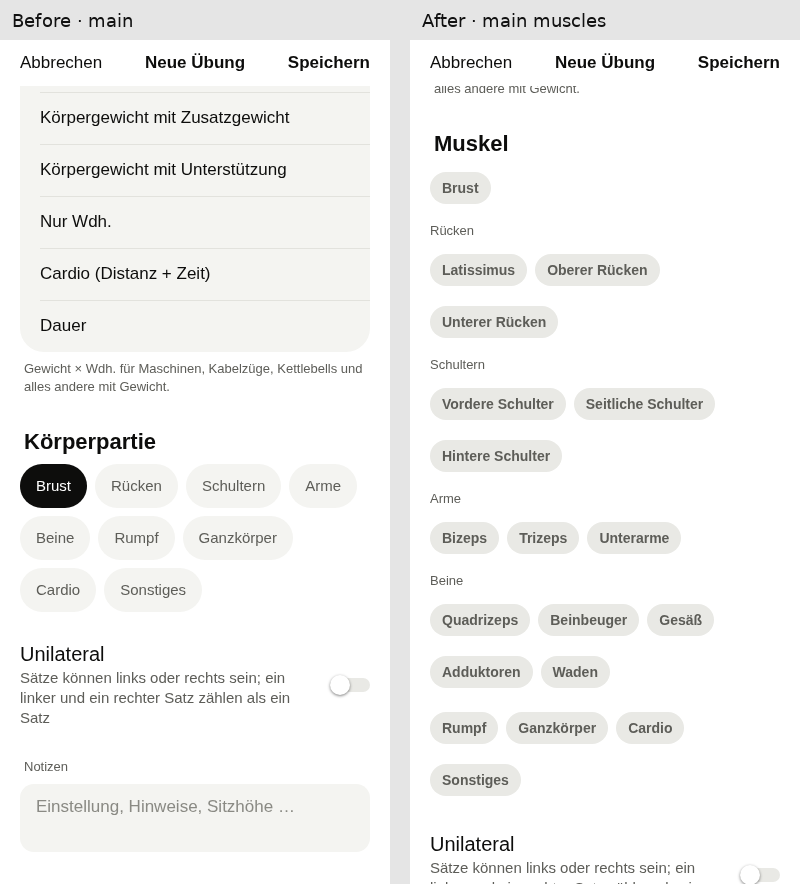 Before · main
Abbrechen Neue Übung Speichern
Körpergewicht mit Zusatzgewicht
Körpergewicht mit Unterstützung
Nur Wdh.
Cardio (Distanz + Zeit)
Dauer
Gewicht × Wdh. für Maschinen, Kabelzüge, Kettlebells und
alles andere mit Gewicht.
Körperpartie
Brust Rücken Schultern Arme
Beine Rumpf Ganzkörper
Cardio Sonstiges
Unilateral
Sätze können links oder rechts sein; ein
linker und ein rechter Satz zählen als ein
Satz
Notizen
Einstellung, Hinweise, Sitzhöhe …
After · main muscles
Abbrechen Neue Übung Speichern
alles andere mit Gewicht.
Muskel
Brust
Rücken
Latissimus Oberer Rücken
Unterer Rücken
Schultern
Vordere Schulter Seitliche Schulter
Hintere Schulter
Arme
Bizeps Trizeps Unterarme
Beine
Quadrizeps Beinbeuger Gesäß
Adduktoren Waden
Rumpf Ganzkörper Cardio
Sonstiges
Unilateral
Sätze können links oder rechts sein; ein